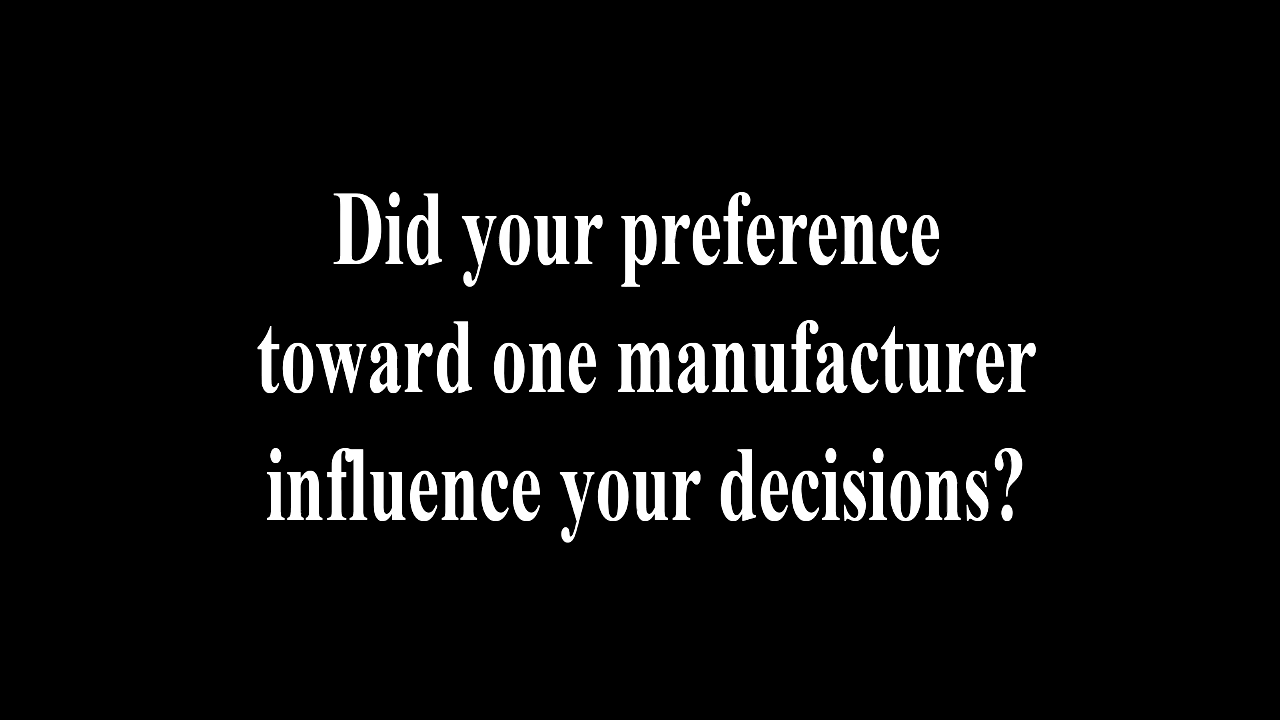 Did your preference
toward one manufacturer
influence your decisions?